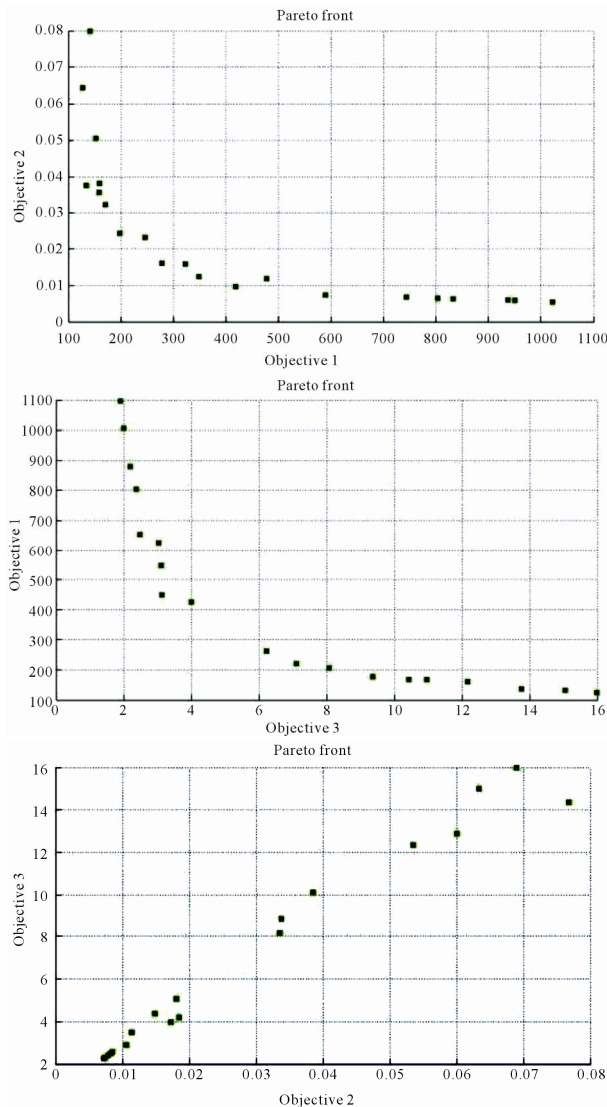 Pareto front
0.08
0.07
0.06
0.05
0.04
0.03
0.02
0.01
0
Objective 2
100 200 300 400 500 600 700 800 900 1000 1100
Objective 1
Pareto front
1100
1000
900
800
700
600
500
400
300
200
100
Objective 1
0 2 4 6 8 10 12 14 16
Objective 3
Pareto front
16
14
12
10
8
6
4
2
Objective 3
0 0.01 0.02 0.03 0.04 0.05 0.06 0.07 0.08
Objective 2